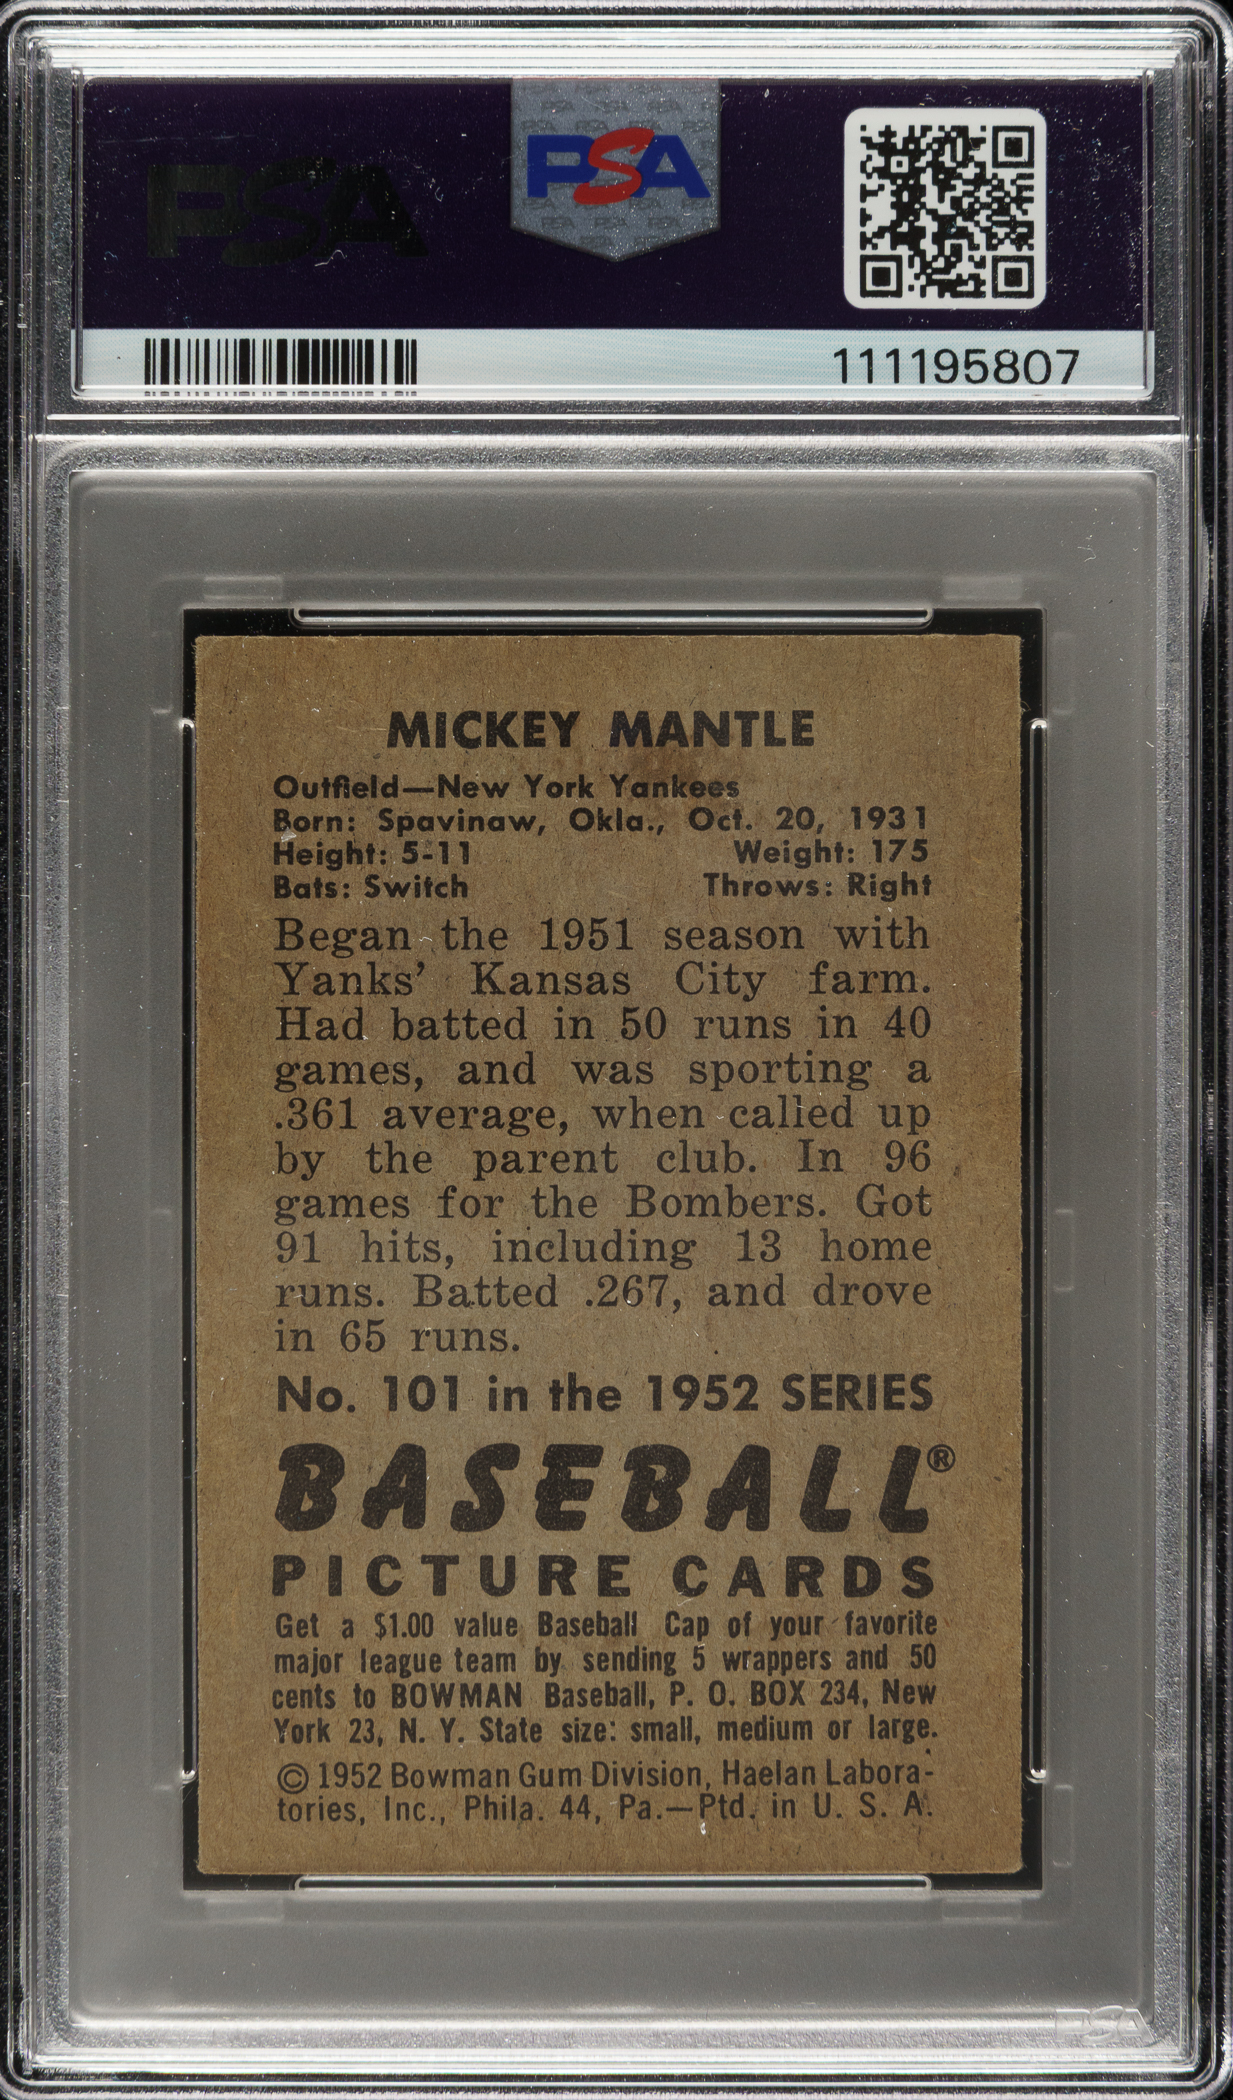 PSA
PSA
111195807
MICKEY MANTLE
Outfield—New York Yankees
Born: Spavinaw, Okla., Oct. 20, 1931
Height: 5-11 Weight: 175
Bats: Switch Throws: Right
Began the 1951 season with
Yanks' Kansas City farm.
Had batted in 50 runs in 40
games, and was sporting a
.361 average, when called up
by the parent club. In 96
games for the Bombers. Got
91 hits, including 13 home
runs. Batted .267, and drove
in 65 runs.
No. 101 in the 1952 SERIES
BASEBALL®
PICTURE CARDS
Get a $1.00 value Baseball Cap of your favorite
major league team by sending 5 wrappers and 50
cents to BOWMAN Baseball, P. O. BOX 234, New
York 23, N. Y. State size: small, medium or large.
© 1952 Bowman Gum Division, Haelan Labora-
tories, Inc., Phila. 44, Pa.—Ptd. in U. S. A.
PSA